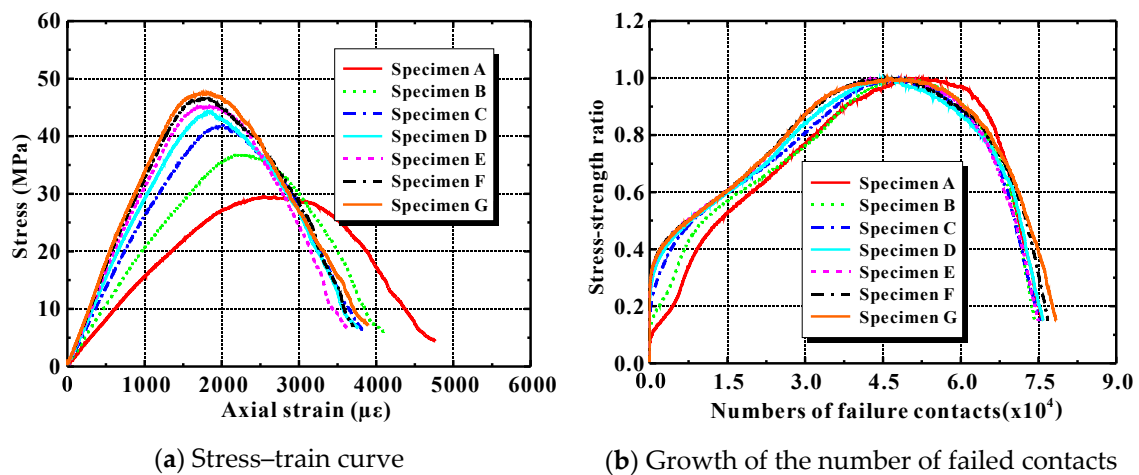 60
50
40
30
20
10
0
Stress (MPa)
0 1000 2000 3000 4000 5000 6000
Axial strain (με)
Specimen A
Specimen B
Specimen C
Specimen D
Specimen E
Specimen F
Specimen G
(a) Stress–train curve
1.2
1.0
0.8
0.6
0.4
0.2
0.0
Stress-strength ratio
0.0 1.5 3.0 4.5 6.0 7.5 9.0
Numbers of failure contacts(x10⁴)
Specimen A
Specimen B
Specimen C
Specimen D
Specimen E
Specimen F
Specimen G
(b) Growth of the number of failed contacts